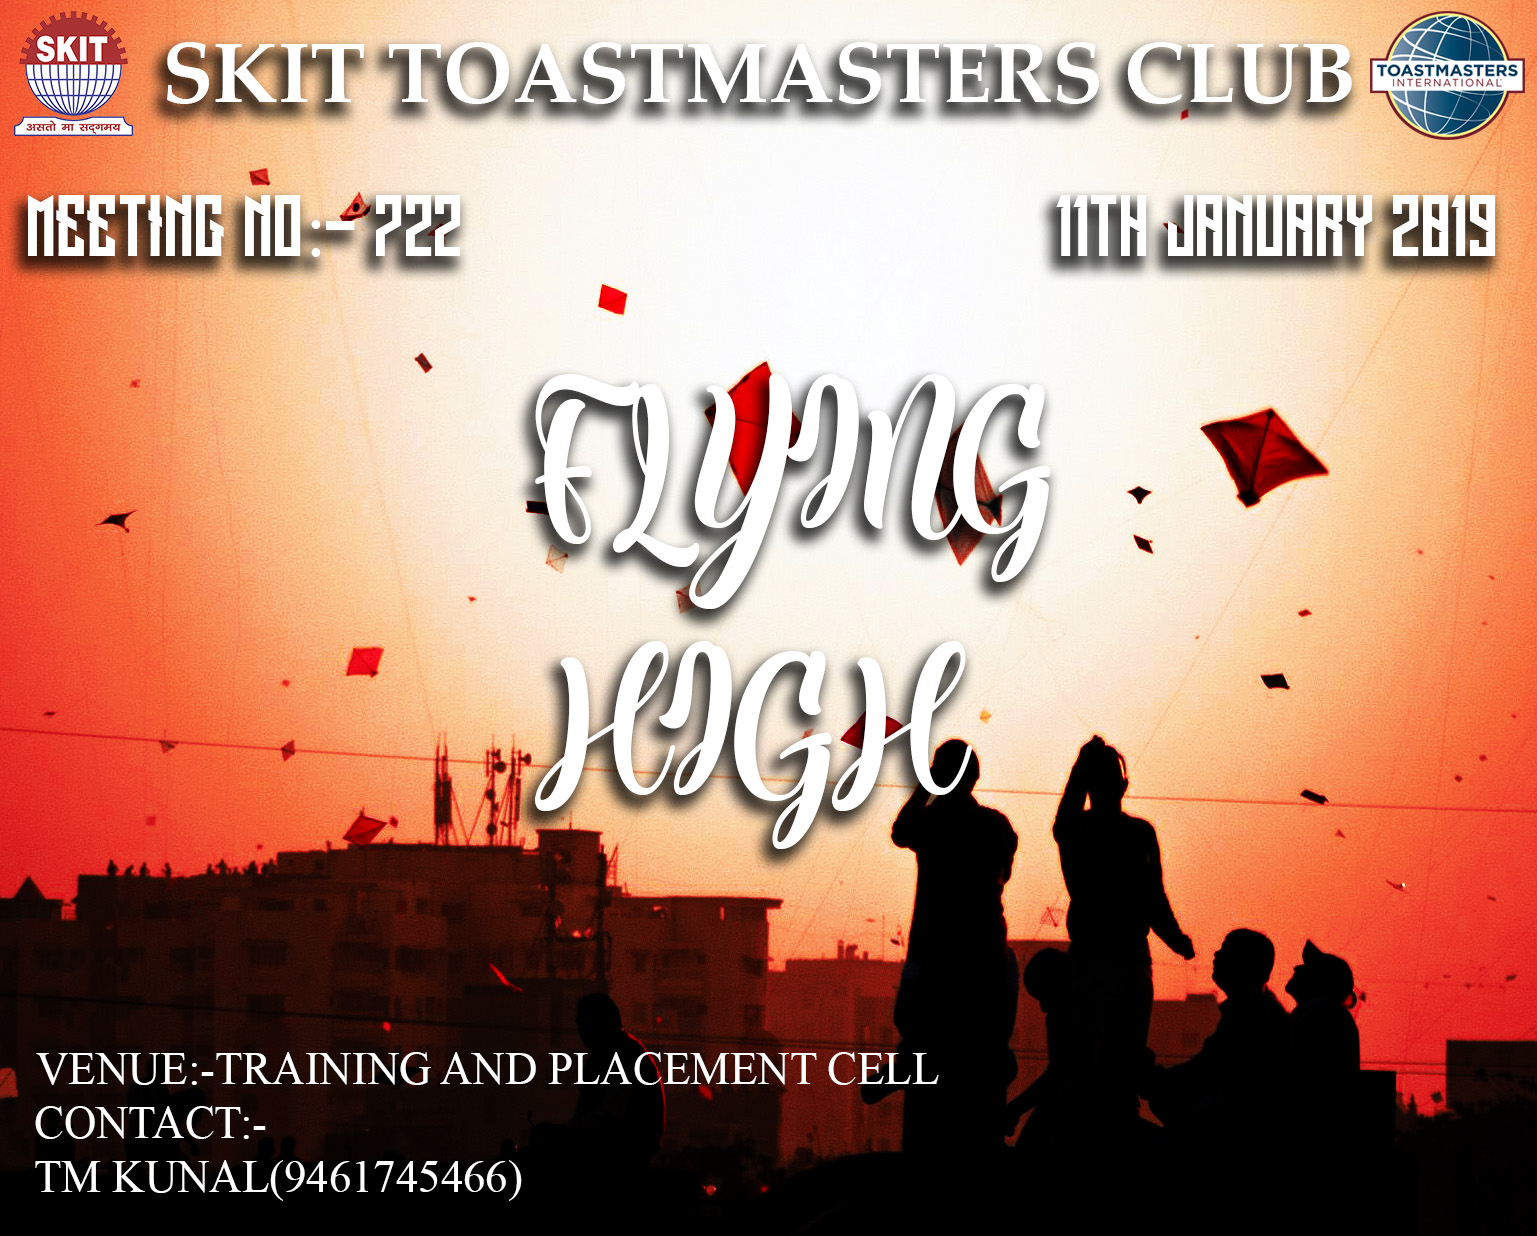 SKIT
असतो मा सद्गमय
SKIT TOASTMASTERS CLUB
TOASTMASTERS
INTERNATIONAL
MEETING NO:- 722
11TH JANUARY 2019
FLYING
HIGH
VENUE:-TRAINING AND PLACEMENT CELL
CONTACT:-
TM KUNAL(9461745466)